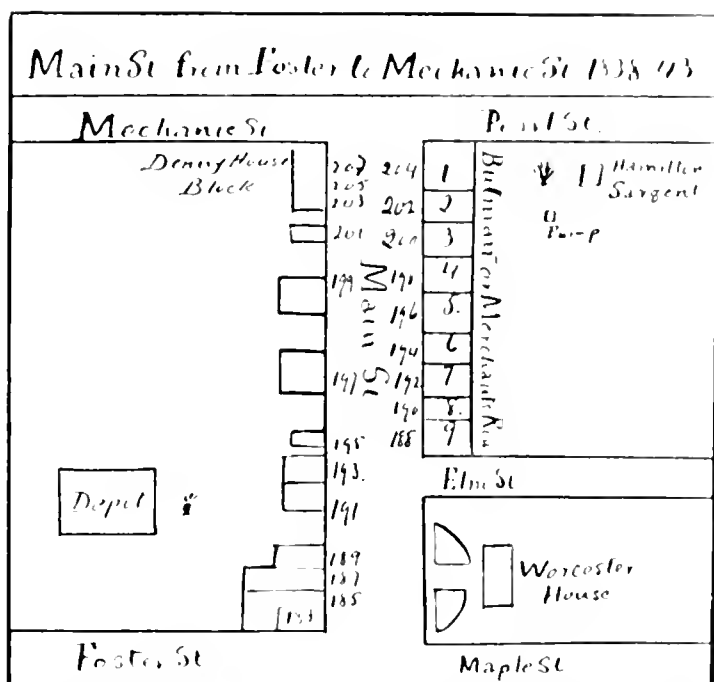 Main St from Foster to Mechanic St 1838-43
Mechanic St
Pearl St.
Denny House
Block
207
205
203
201
199
197
195
193.
191
189
187
185
183
Main St
204
202
200
196
194
192
190
188
1
2
3
4
5.
6
7
8.
9
Merchants Row
Hamilton
Sargent
Pump
Depot
Elm St
Worcester
House
Foster St
Maple St